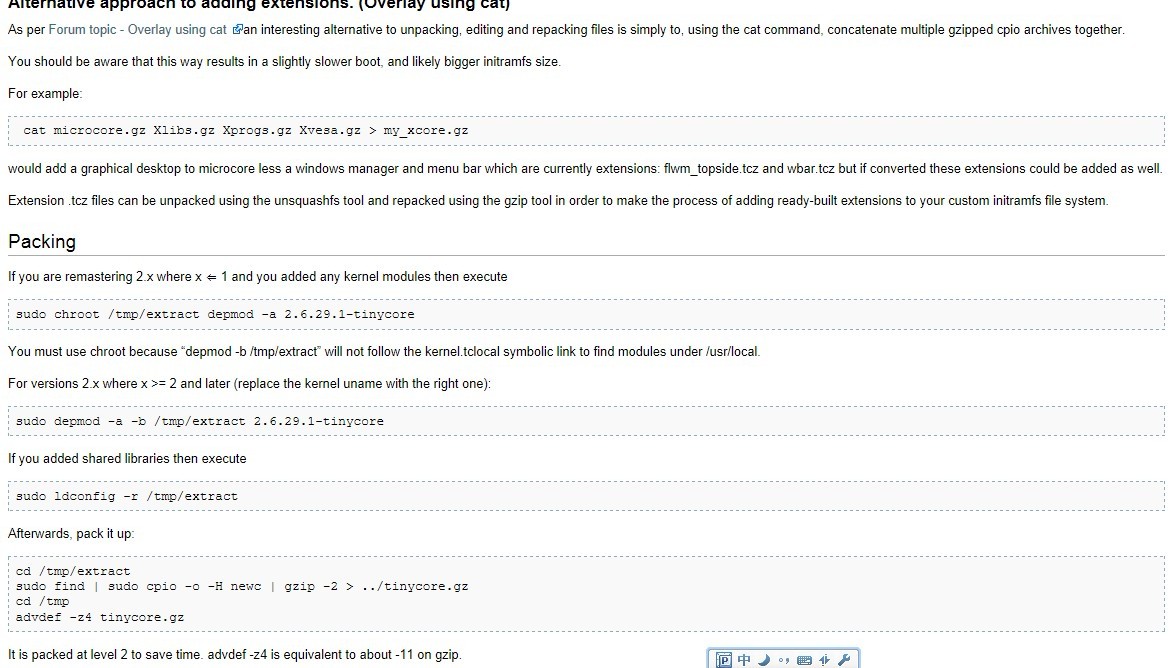 Alternative approach to adding extensions. (Overlay using cat)
As per Forum topic - Overlay using cat an interesting alternative to unpacking, editing and repacking files is simply to, using the cat command, concatenate multiple gzipped cpio archives together.
You should be aware that this way results in a slightly slower boot, and likely bigger initramfs size.
For example:
cat microcore.gz Xlibs.gz Xprogs.gz Xvesa.gz > my_xcore.gz
would add a graphical desktop to microcore less a windows manager and menu bar which are currently extensions: flwm_topside.tcz and wbar.tcz but if converted these extensions could be added as well.
Extension .tcz files can be unpacked using the unsquashfs tool and repacked using the gzip tool in order to make the process of adding ready-built extensions to your custom initramfs file system.
Packing
If you are remastering 2.x where x ⇐ 1 and you added any kernel modules then execute
sudo chroot /tmp/extract depmod -a 2.6.29.1-tinycore
You must use chroot because “depmod -b /tmp/extract” will not follow the kernel.tclocal symbolic link to find modules under /usr/local.
For versions 2.x where x >= 2 and later (replace the kernel uname with the right one):
sudo depmod -a -b /tmp/extract 2.6.29.1-tinycore
If you added shared libraries then execute
sudo ldconfig -r /tmp/extract
Afterwards, pack it up:
cd /tmp/extract
sudo find | sudo cpio -o -H newc | gzip -2 > ../tinycore.gz
cd /tmp
advdef -z4 tinycore.gz
It is packed at level 2 to save time. advdef -z4 is equivalent to about -11 on gzip.
P 中